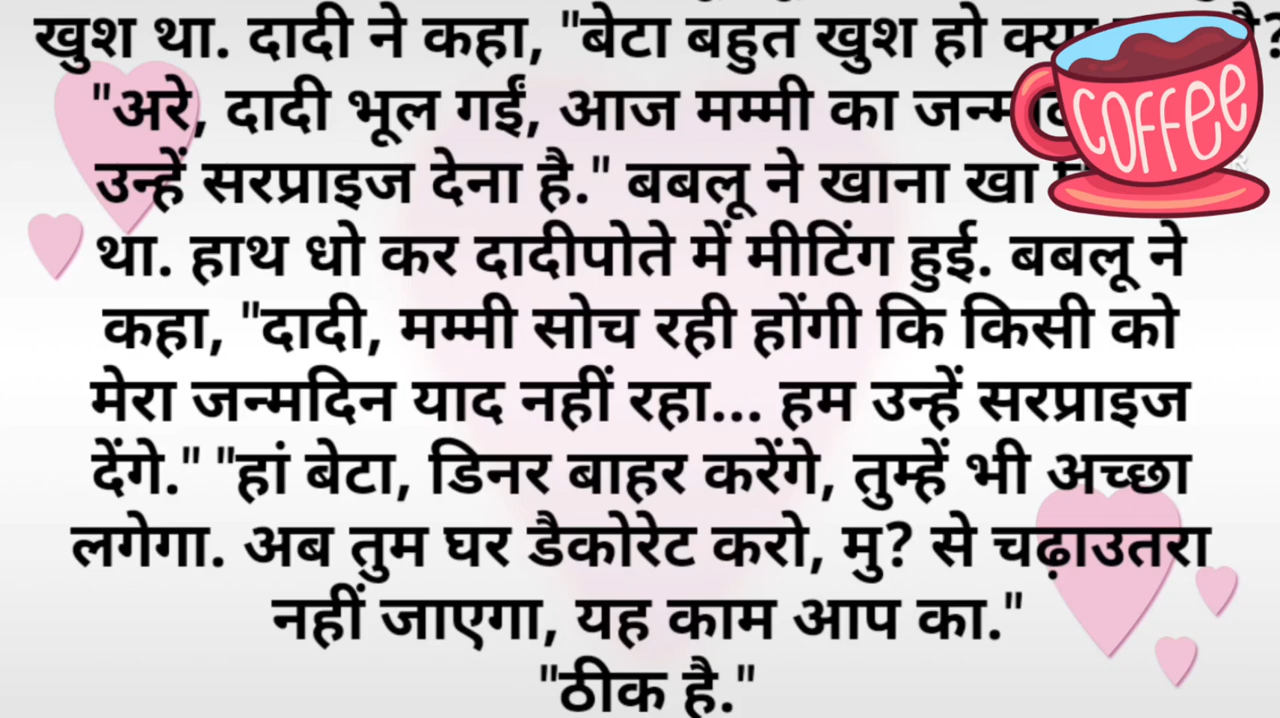 खुश था. दादी ने कहा, "बेटा बहुत खुश हो
"अरे, दादी भूल गईं, आज मम्मी का
उन्हें सरप्राइज देना है." बबलू ने खाना खा
था. हाथ धो कर दादीपोते में मीटिंग हुई. बबलू ने
कहा, "दादी, मम्मी सोच रही होंगी कि किसी को
मेरा जन्मदिन याद नहीं रहा... हम उन्हें सरप्राइज
देंगे." "हां बेटा, डिनर बाहर करेंगे, तुम्हें भी अच्छा
लगेगा. अब तुम घर डैकोरेट करो, मु? से चढ़ाउतरा
नहीं जाएगा, यह काम आप का."
"ठीक है."
COFFee